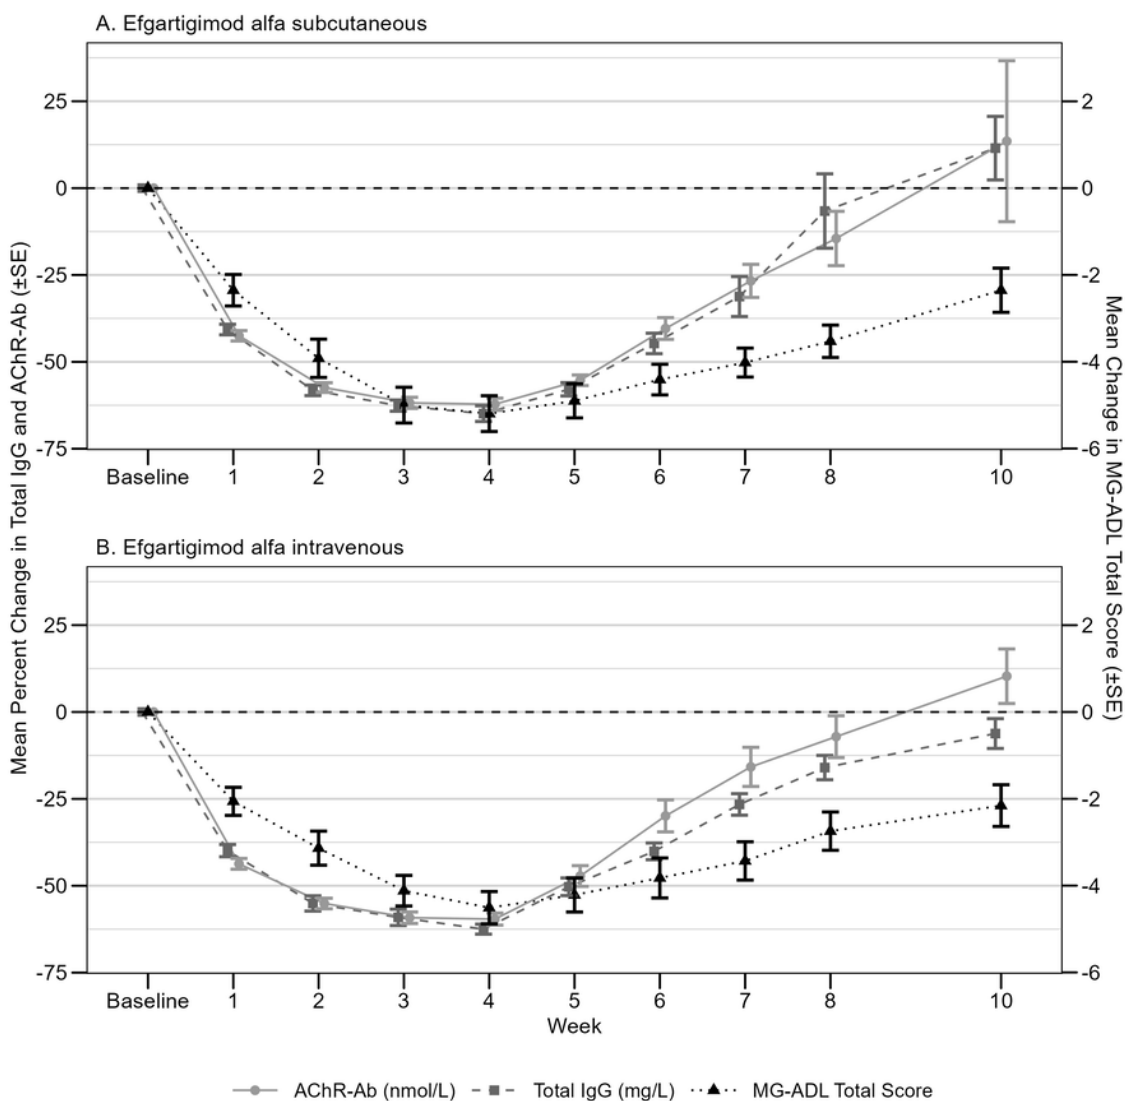 A. Efgartigimod alfa subcutaneous
Mean Percent Change in Total IgG and AChR-Ab (±SE)
Mean Change in MG-ADL Total Score (±SE)
25
0
-25
-50
-75
2
0
-2
-4
-6
Baseline 1 2 3 4 5 6 7 8 10
B. Efgartigimod alfa intravenous
25
0
-25
-50
-75
2
0
-2
-4
-6
Baseline 1 2 3 4 5 6 7 8 10
Week
AChR-Ab (nmol/L) Total IgG (mg/L) MG-ADL Total Score